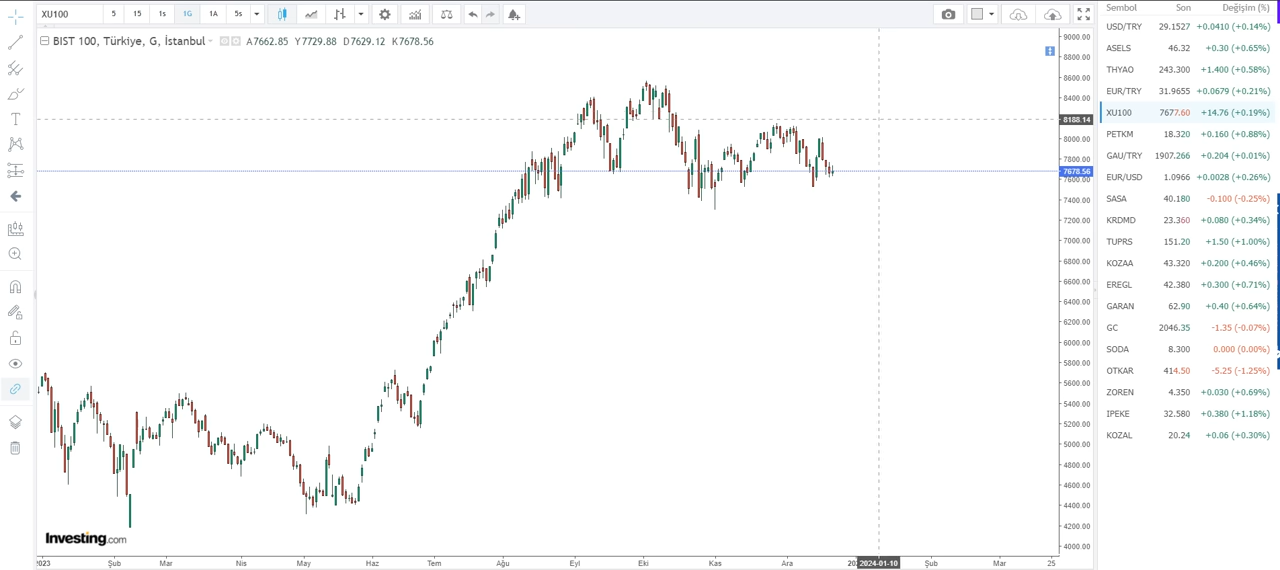 XU100 5 15 1s 1G 1A 5s
BIST 100, Türkiye, G, İstanbul A7662.85 Y7729.88 D7629.12 K7678.56
9000.00
8800.00
8600.00
8400.00
8188.14
8000.00
7800.00
7678.56
7600.00
7400.00
7200.00
7000.00
6800.00
6600.00
6400.00
6200.00
6000.00
5800.00
5600.00
5400.00
5200.00
5000.00
4800.00
4600.00
4400.00
4200.00
4000.00
Investing.com
2023 Şub Mar Nis May Haz Tem Ağu Eyl Eki Kas Ara 2024-01-10 Şub Mar 25
Sembol Son Değişim (%)
USD/TRY 29.1527 +0.0410 (+0.14%)
ASELS 46.32 +0.30 (+0.65%)
THYAO 243.300 +1.400 (+0.58%)
EUR/TRY 31.9655 +0.0679 (+0.21%)
XU100 7677.60 +14.76 (+0.19%)
PETKM 18.320 +0.160 (+0.88%)
GAU/TRY 1907.266 +0.204 (+0.01%)
EUR/USD 1.0966 +0.0028 (+0.26%)
SASA 40.180 -0.100 (-0.25%)
KRDMD 23.360 +0.080 (+0.34%)
TUPRS 151.20 +1.50 (+1.00%)
KOZAA 43.320 +0.200 (+0.46%)
EREGL 42.380 +0.300 (+0.71%)
GARAN 62.90 +0.40 (+0.64%)
GC 2046.35 -1.35 (-0.07%)
SODA 8.300 0.000 (0.00%)
OTKAR 414.50 -5.25 (-1.25%)
ZOREN 4.350 +0.030 (+0.69%)
IPEKE 32.580 +0.380 (+1.18%)
KOZAL 20.24 +0.06 (+0.30%)